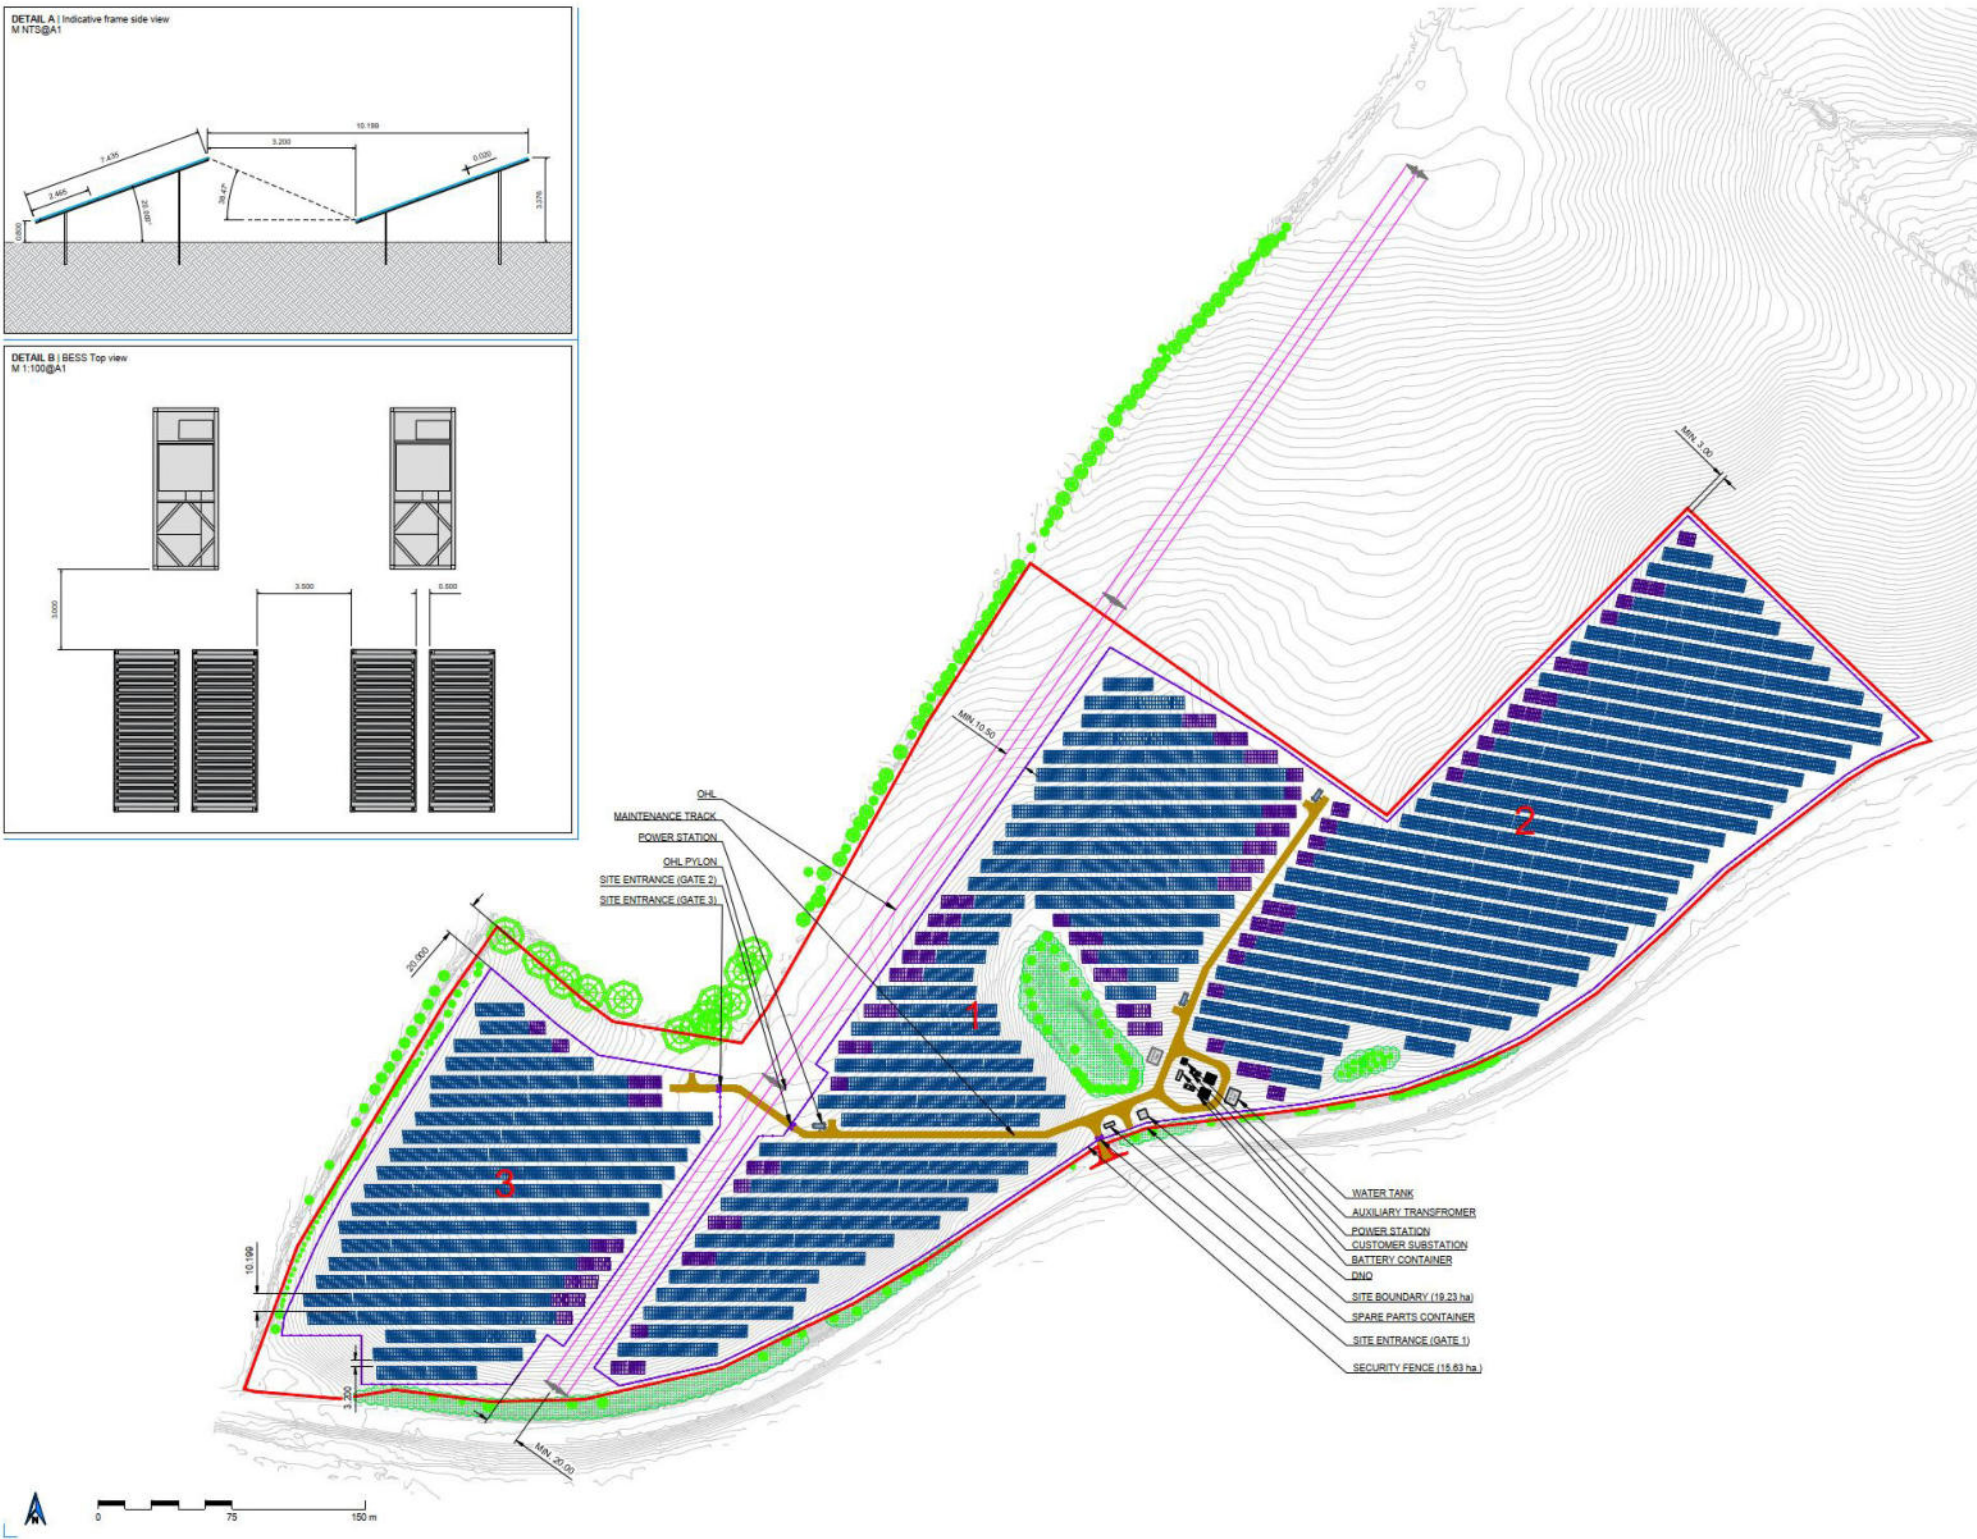 DETAIL A | Indicative frame side view
M NTS@A1
10.199
3.200
7.435
0.020
2.465
20.000°
3.376
0.800
DETAIL B | BESS Top view
M 1:100@A1
3.000
3.500
0.500
MIN. 3.00
MIN.10.50
OHL
MAINTENANCE TRACK
POWER STATION
OHL PYLON
SITE ENTRANCE (GATE 2)
SITE ENTRANCE (GATE 3)
20.000
1
2
3
10.199
3.200
MIN. 20.00
WATER TANK
AUXILIARY TRANSFROMER
POWER STATION
CUSTOMER SUBSTATION
BATTERY CONTAINER
DNO
SITE BOUNDARY (19.23 ha)
SPARE PARTS CONTAINER
SITE ENTRANCE (GATE 1)
SECURITY FENCE (15.63 ha.)
N
0 75 150 m